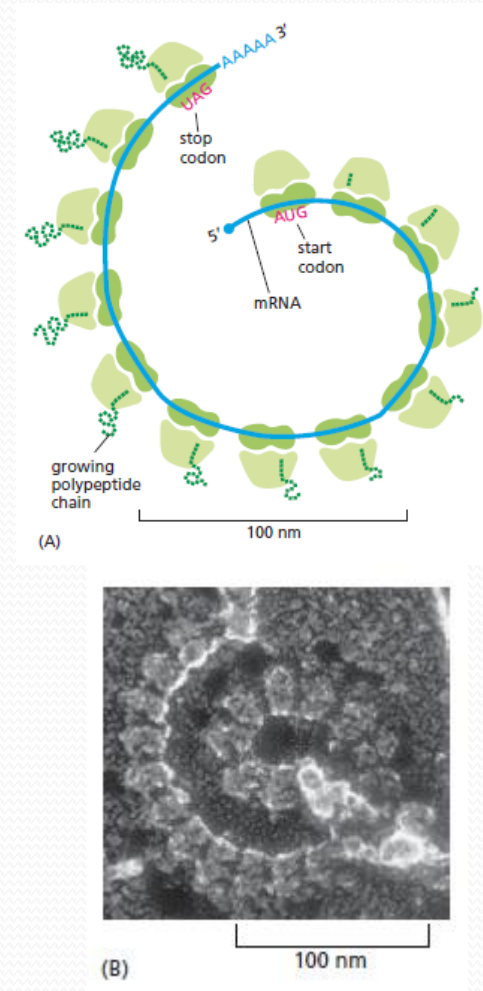 AAAAA 3'
UAG
stop
codon
AUG
5'
start
codon
mRNA
growing
polypeptide
chain
100 nm
(A)
100 nm
(B)